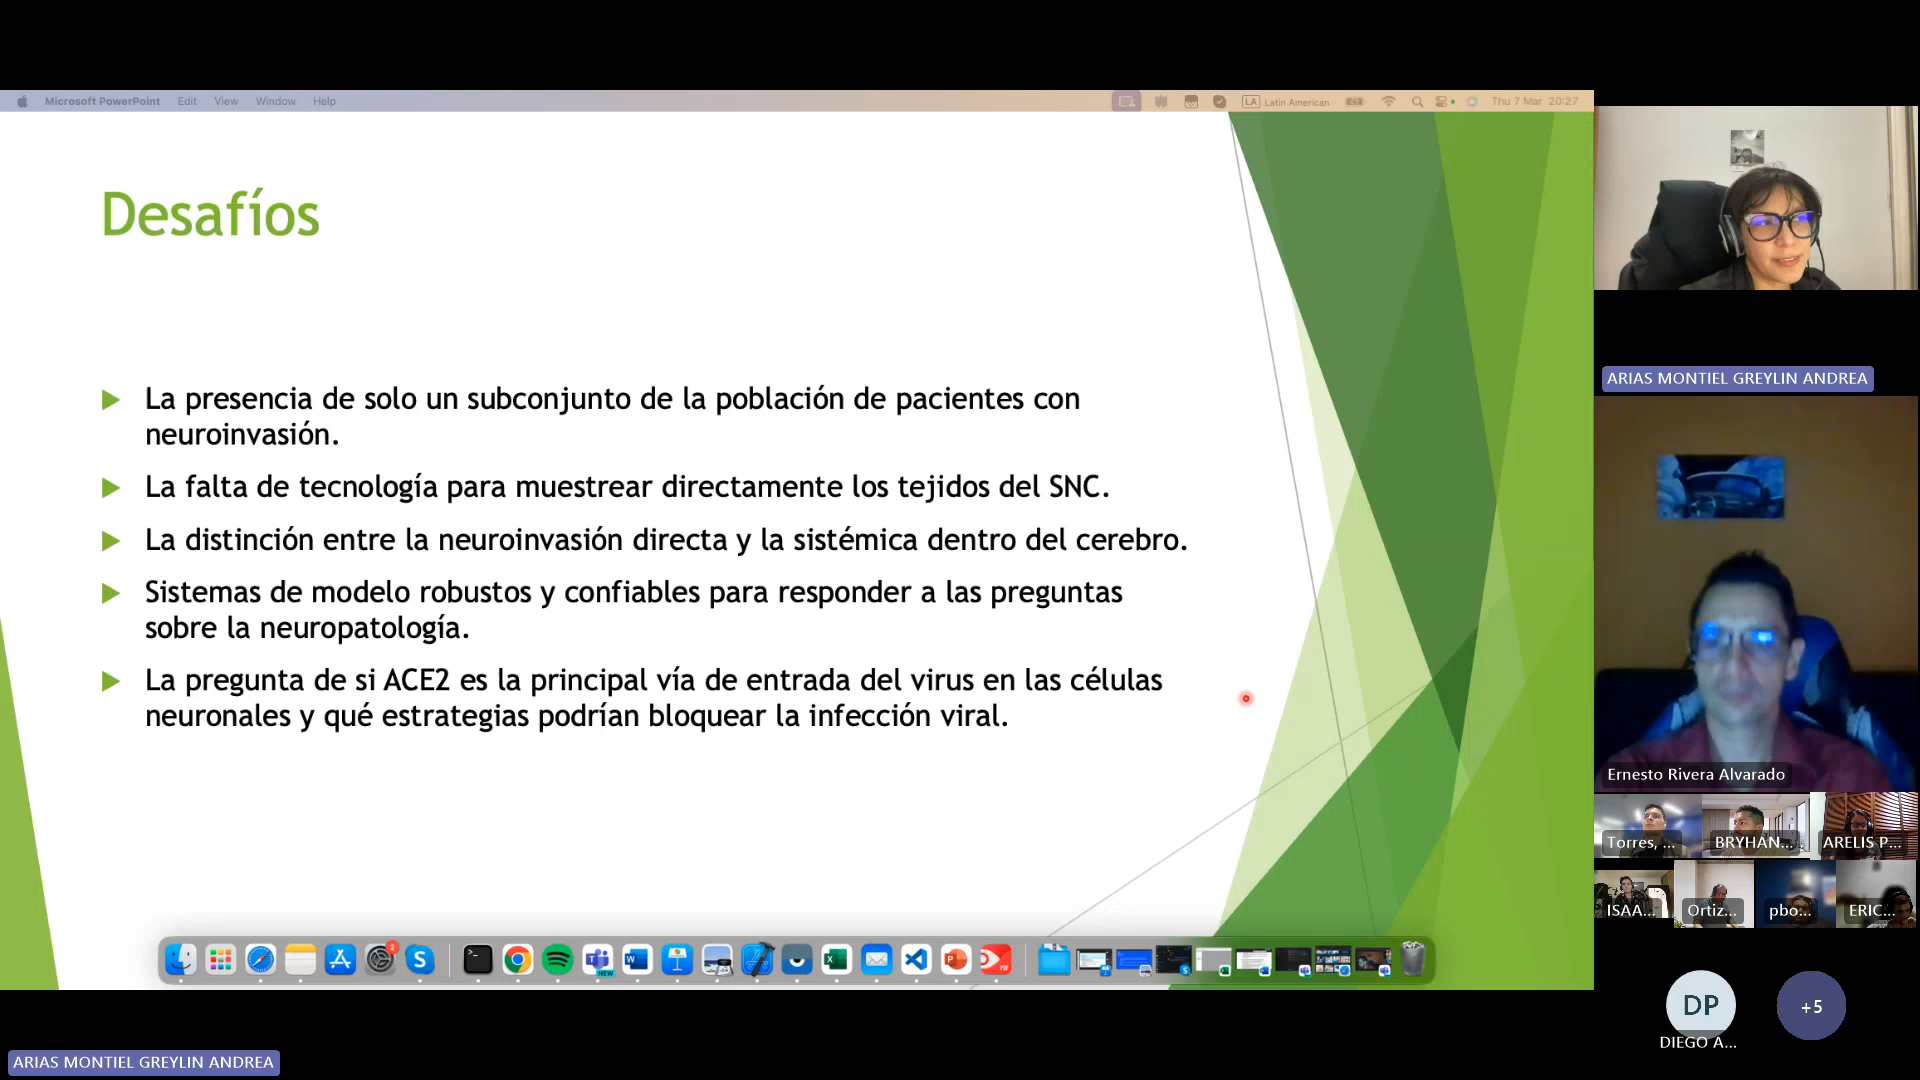 Microsoft PowerPoint Edit View Window Help
LA Latin American Thu 7 Mar 20:27
Desafíos
La presencia de solo un subconjunto de la población de pacientes con
neuroinvasión.
La falta de tecnología para muestrear directamente los tejidos del SNC.
La distinción entre la neuroinvasión directa y la sistémica dentro del cerebro.
Sistemas de modelo robustos y confiables para responder a las preguntas
sobre la neuropatología.
La pregunta de si ACE2 es la principal vía de entrada del virus en las células
neuronales y qué estrategias podrían bloquear la infección viral.
2
NEW
ARIAS MONTIEL GREYLIN ANDREA
Ernesto Rivera Alvarado
Torres, ...
BRYHAN...
ARELIS P...
ISAA...
Ortiz...
pbo...
ERIC...
DP
DIEGO A...
+5
ARIAS MONTIEL GREYLIN ANDREA